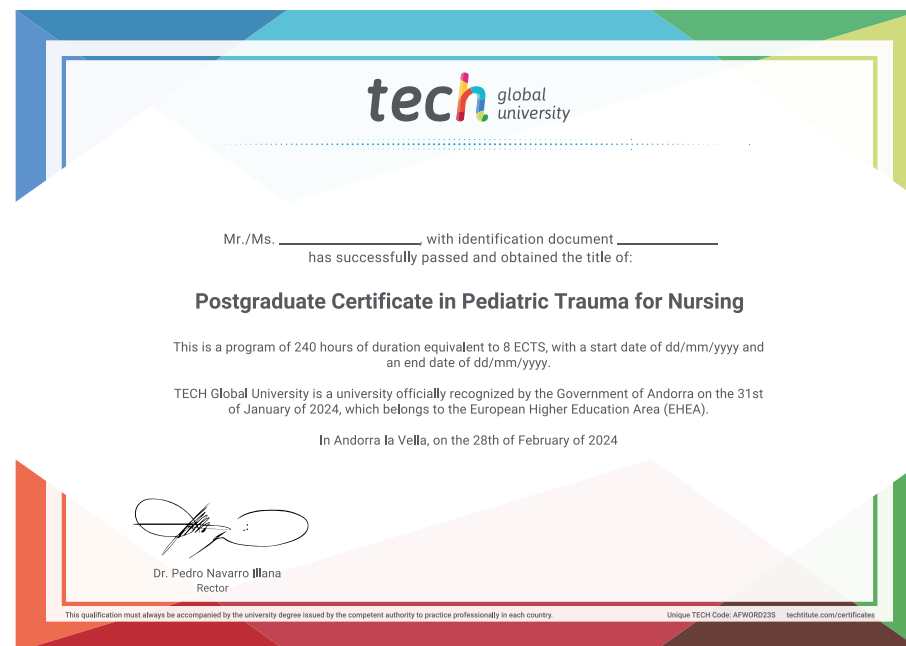 tech global
university
Mr./Ms. ____________, with identification document ________
has successfully passed and obtained the title of:
Postgraduate Certificate in Pediatric Trauma for Nursing
This is a program of 240 hours of duration equivalent to 8 ECTS, with a start date of dd/mm/yyyy and
an end date of dd/mm/yyyy.
TECH Global University is a university officially recognized by the Government of Andorra on the 31st
of January of 2024, which belongs to the European Higher Education Area (EHEA).
In Andorra la Vella, on the 28th of February of 2024
Dr. Pedro Navarro Illana
Rector
This qualification must always be accompanied by the university degree issued by the competent authority to practice professionally in each country.
Unique TECH Code: AFWORD23S techtitute.com/certificates